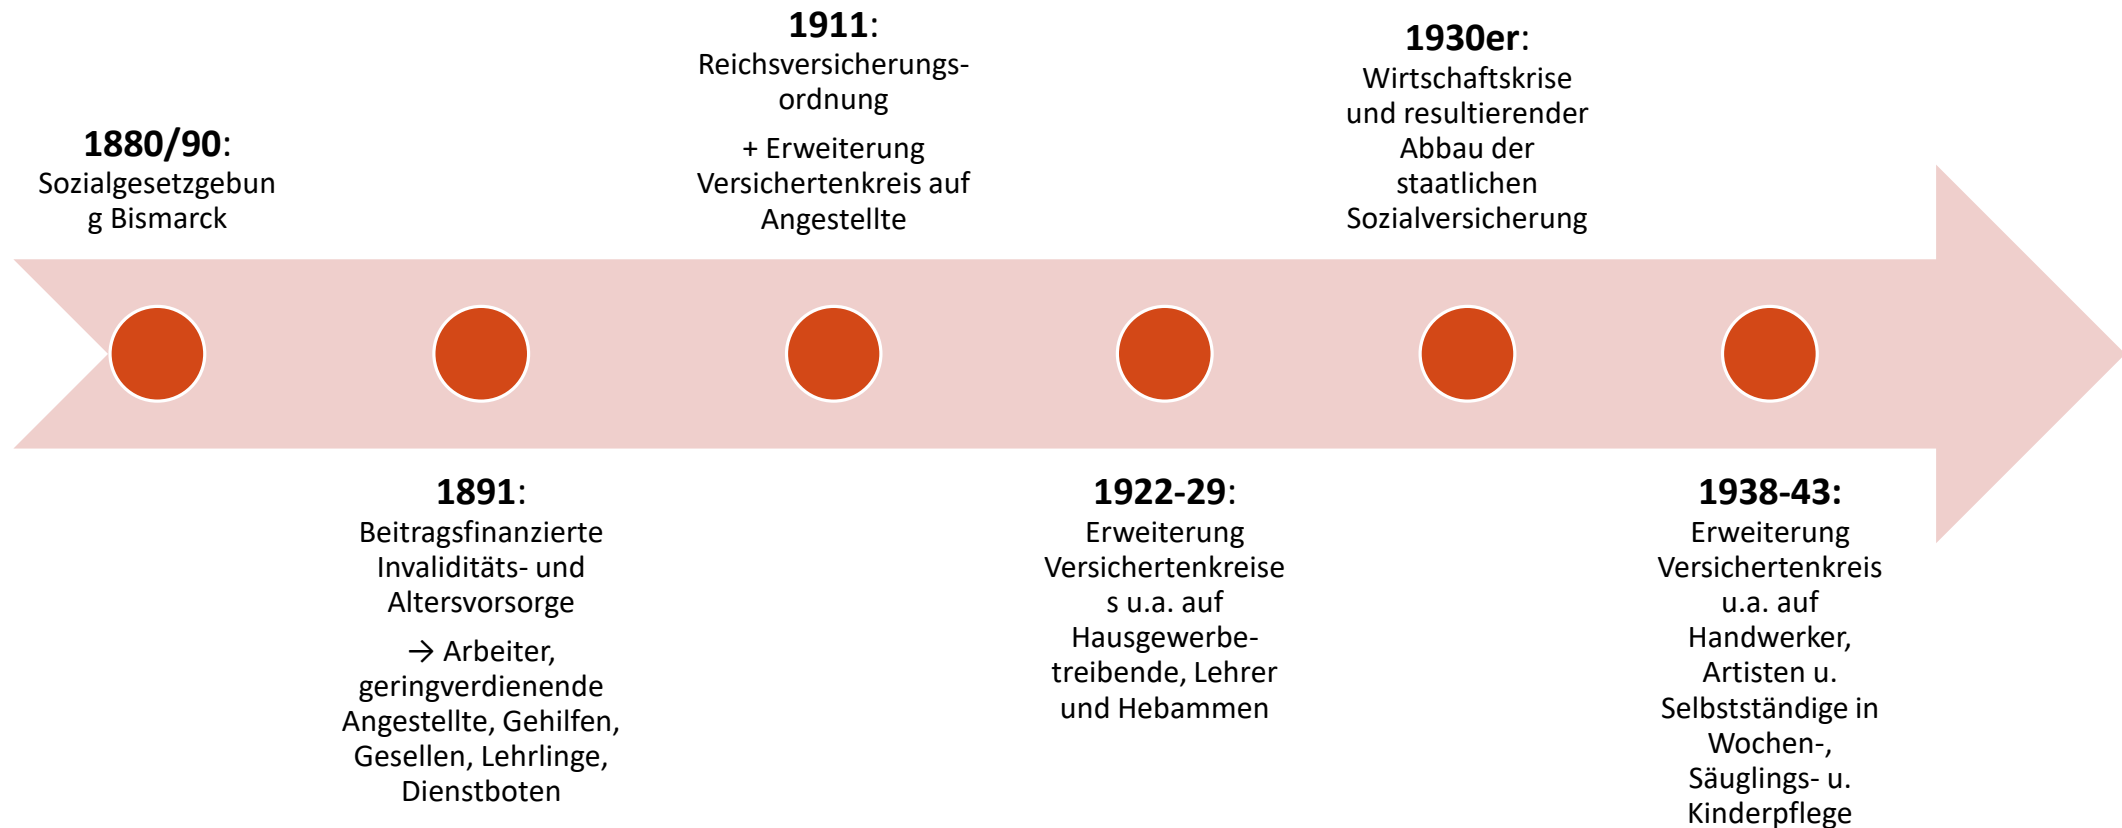 1880/90:
Sozialgesetzgebun
g Bismarck
1891:
Beitragsfinanzierte
Invaliditäts- und
Altersvorsorge
→ Arbeiter,
geringverdienende
Angestellte, Gehilfen,
Gesellen, Lehrlinge,
Dienstboten
1911:
Reichsversicherungs-
ordnung
+ Erweiterung
Versichertenkreis auf
Angestellte
1922-29:
Erweiterung
Versichertenkreise
s u.a. auf
Hausgewerbe-
treibende, Lehrer
und Hebammen
1930er:
Wirtschaftskrise
und resultierender
Abbau der
staatlichen
Sozialversicherung
1938-43:
Erweiterung
Versichertenkreis
u.a. auf
Handwerker,
Artisten u.
Selbstständige in
Wochen-,
Säuglings- u.
Kinderpflege